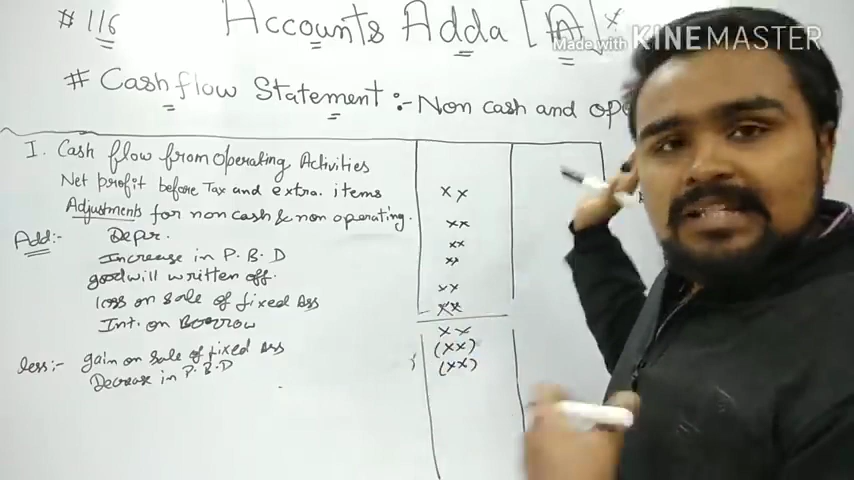 # 116 Accounts Adda [AA] x
Made with KINEMASTER
# Cash flow Statement :- Non cash and ope
I. Cash flow from operating Activities
Net profit before Tax and extra. items x x
Adjustments for non cash & non operating.
Add:- Depr. xx
Increase in P. B. D xx
goodwill written off. xx
loss on sale of fixed Ass xx
Int. on Borrow xx
x x
less:- gain on sale of fixed Ass (xx)
Decrease in P. B. D (xx)